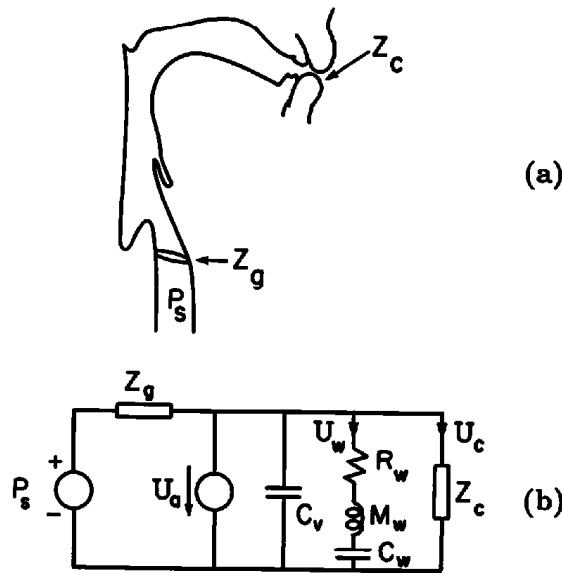 Z_c
(a)
Z_g
P_s
Z_g
+
P_s
-
U_a
C_v
U_w
R_w
M_w
C_w
U_c
Z_c
(b)